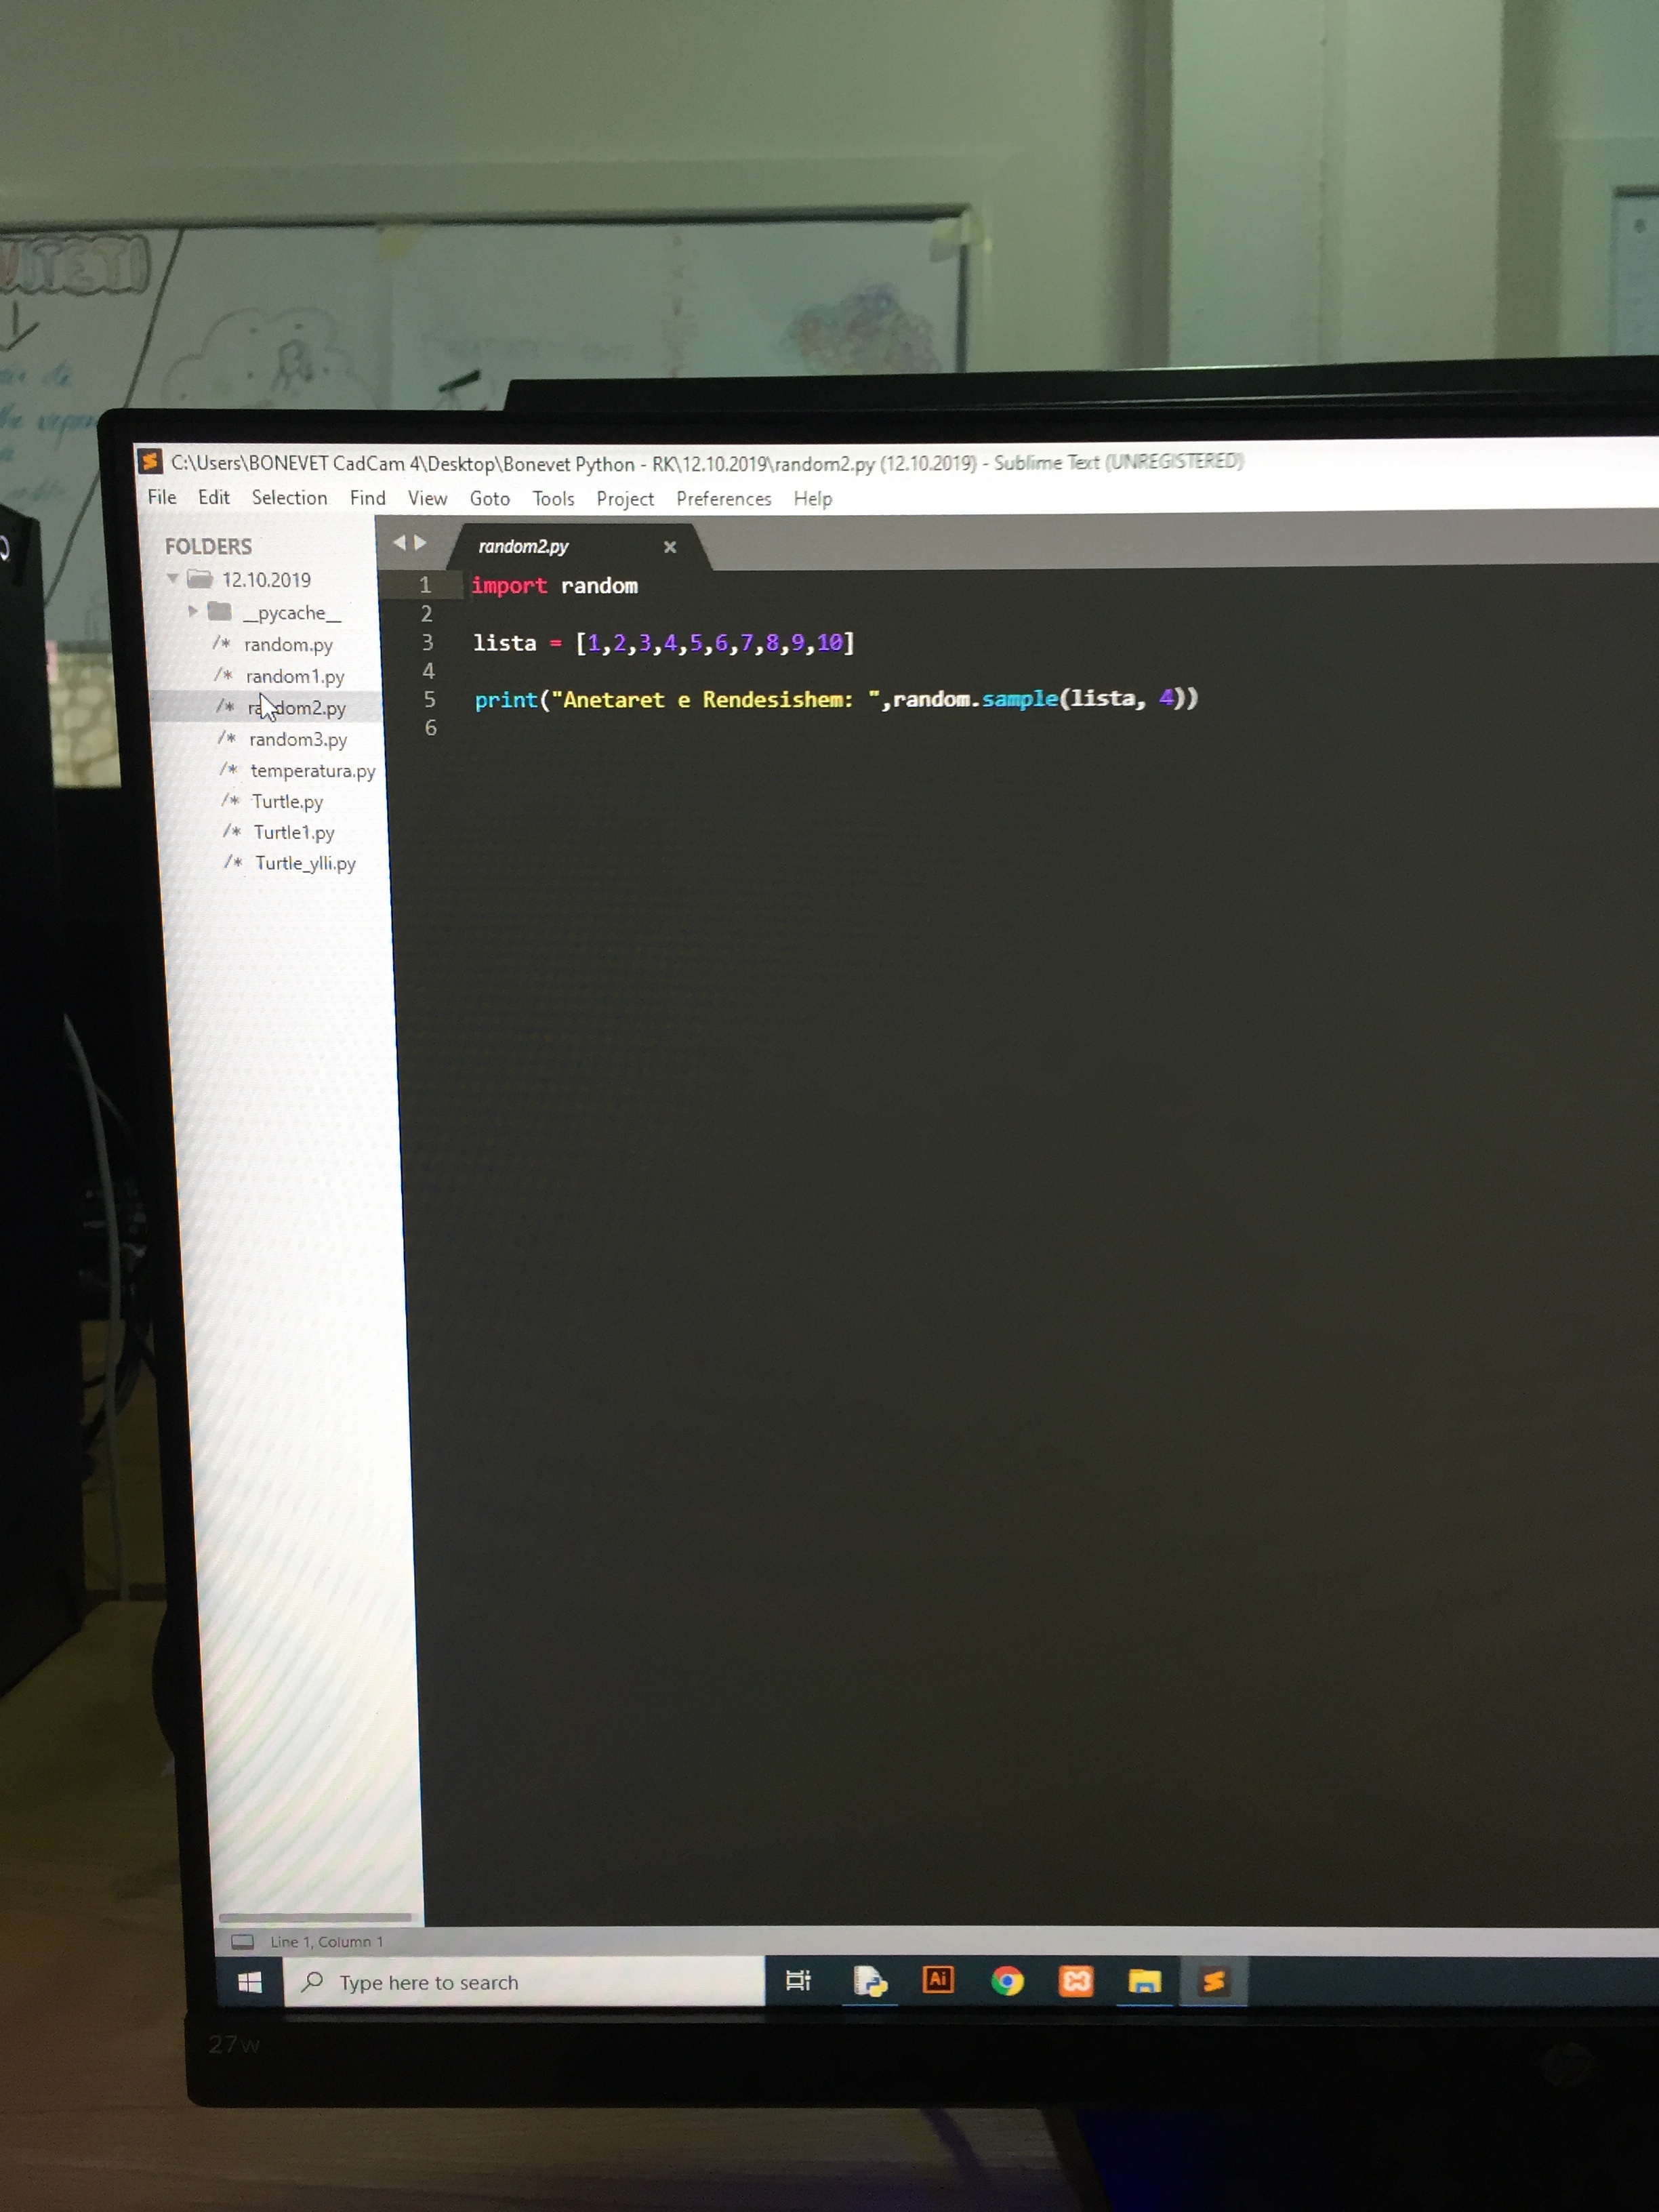 C:\Users\BONEVET CadCam 4\Desktop\Bonevet Python - RK\12.10.2019\random2.py (12.10.2019) - Sublime Text (UNREGISTERED)
File Edit Selection Find View Goto Tools Project Preferences Help
FOLDERS
12.10.2019
__pycache__
/* random.py
/* random1.py
/* random2.py
/* random3.py
/* temperatura.py
/* Turtle.py
/* Turtle1.py
/* Turtle_ylli.py
random2.py
1 import random
2
3 lista = [1,2,3,4,5,6,7,8,9,10]
4
5 print("Anetaret e Rendesishem: ",random.sample(lista, 4))
6
Line 1, Column 1
Type here to search
Ai
27w
hp